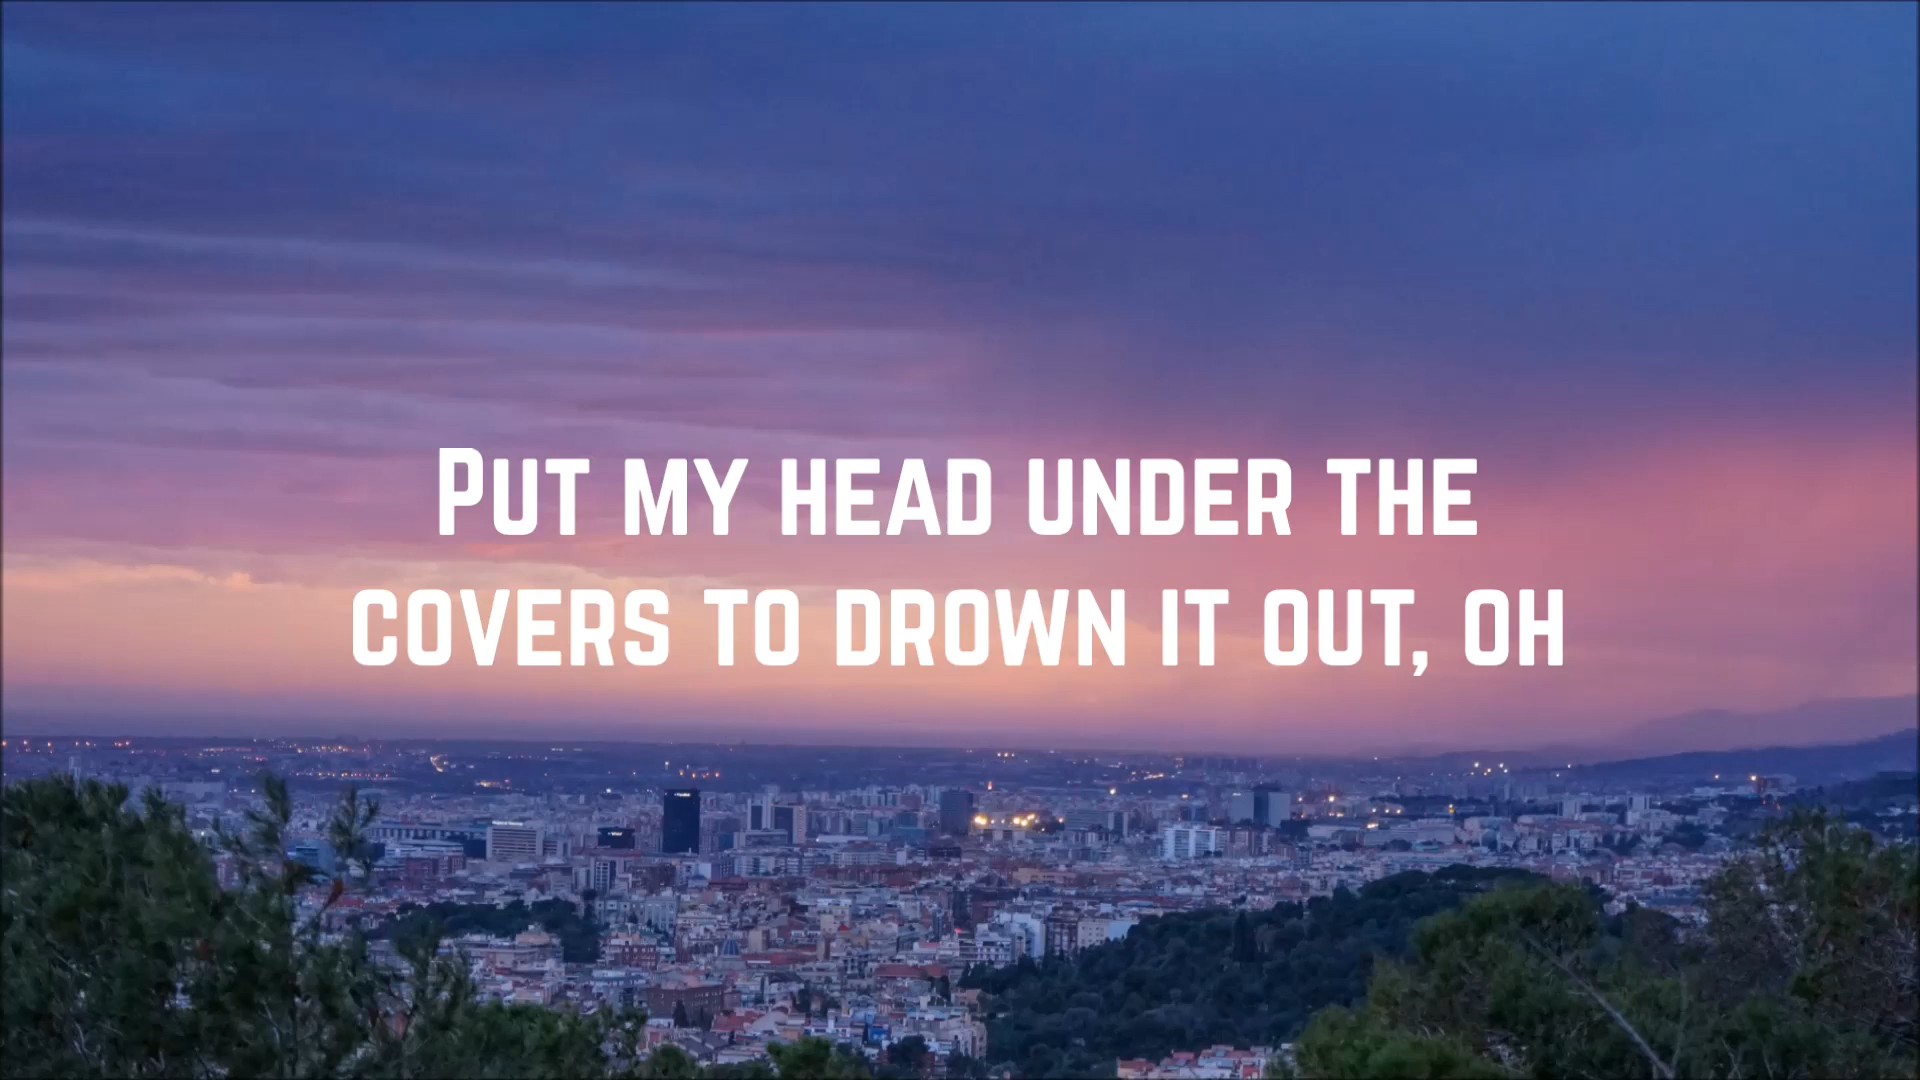 Put my head under the
covers to drown it out, oh